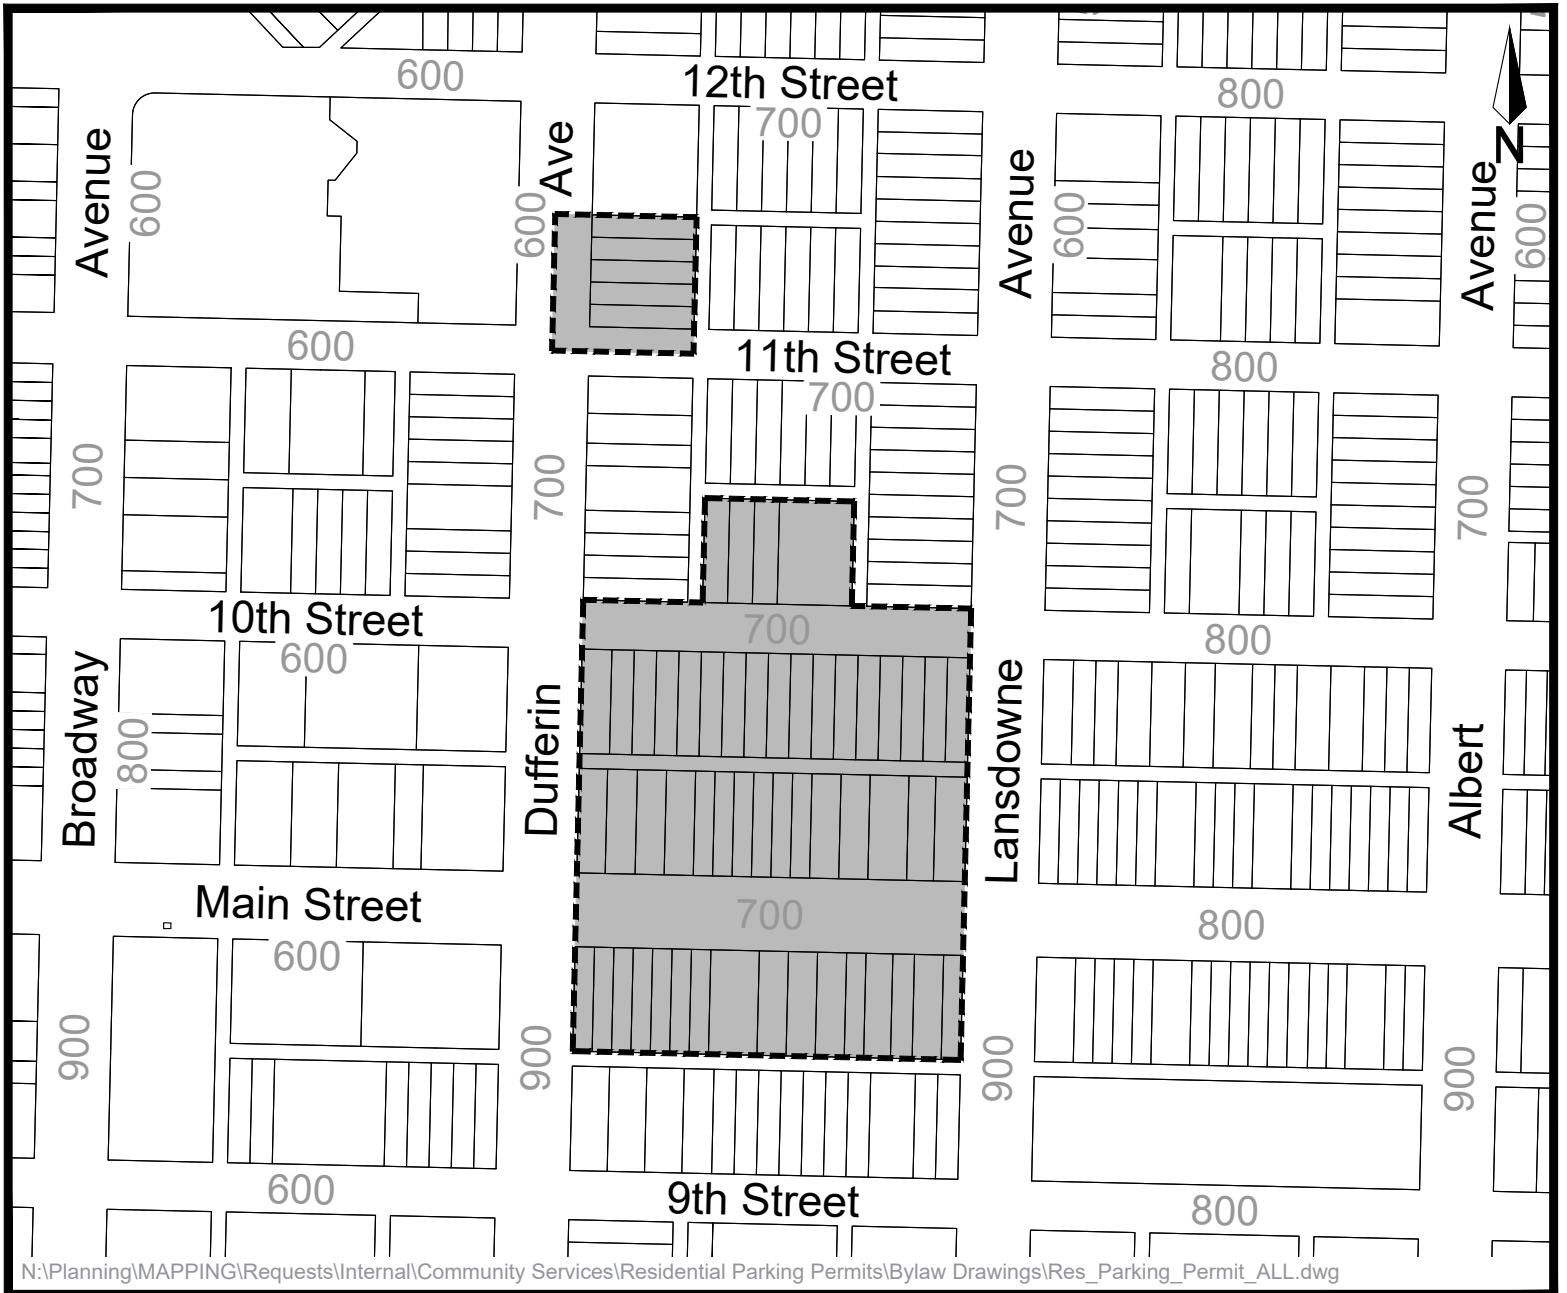 600
12th Street
800
700
N
Avenue
600
600
Ave
Avenue
600
Avenue
600
600
11th Street
700
800
700
700
700
700
10th Street
600
700
800
Broadway
800
Dufferin
Lansdowne
Albert
Main Street
600
700
800
900
900
900
900
600
9th Street
800
N:\Planning\MAPPING\Requests\Internal\Community Services\Residential Parking Permits\Bylaw Drawings\Res_Parking_Permit_ALL.dwg